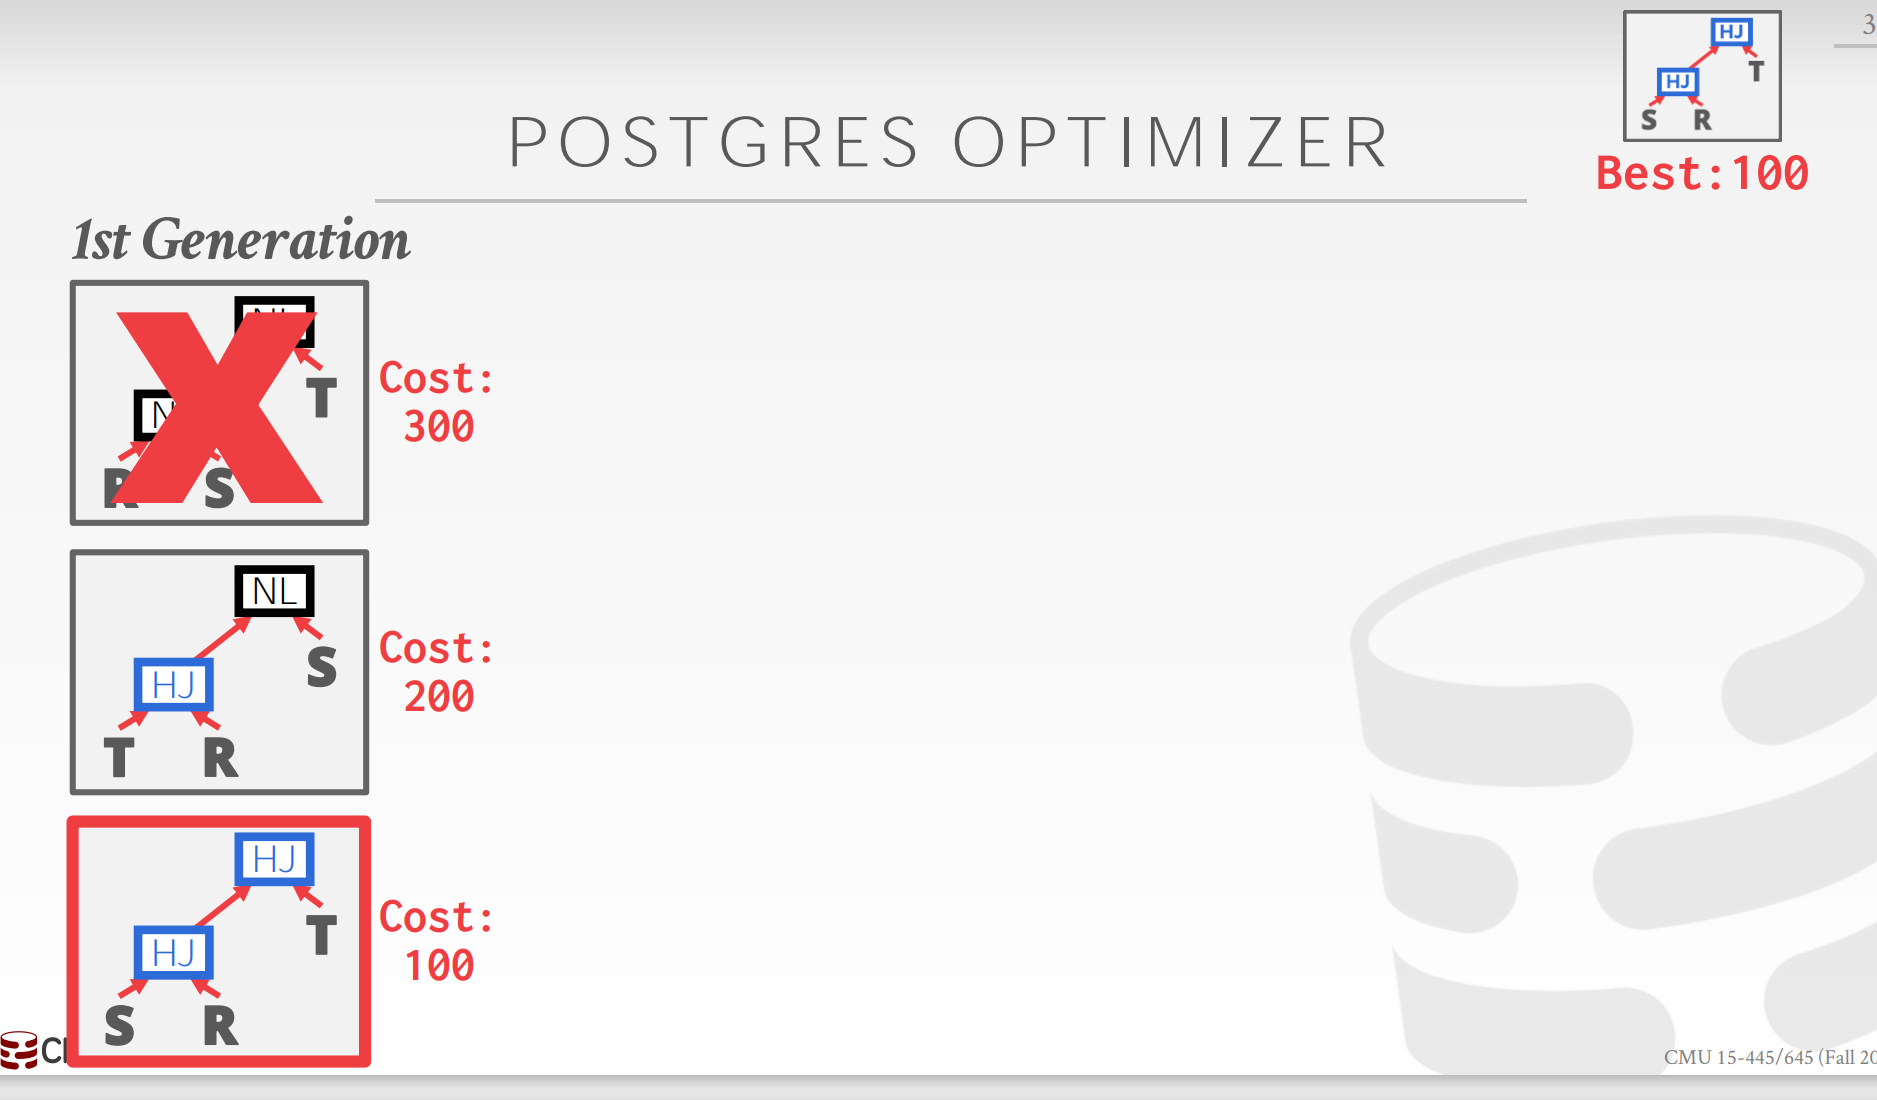 3
HJ
HJ
T
S R
POSTGRES OPTIMIZER
Best:100
1st Generation
T
R S
Cost:
300
NL
HJ
S
T R
Cost:
200
HJ
HJ
T
S R
Cost:
100
CMU 15-445/645 (Fall 20